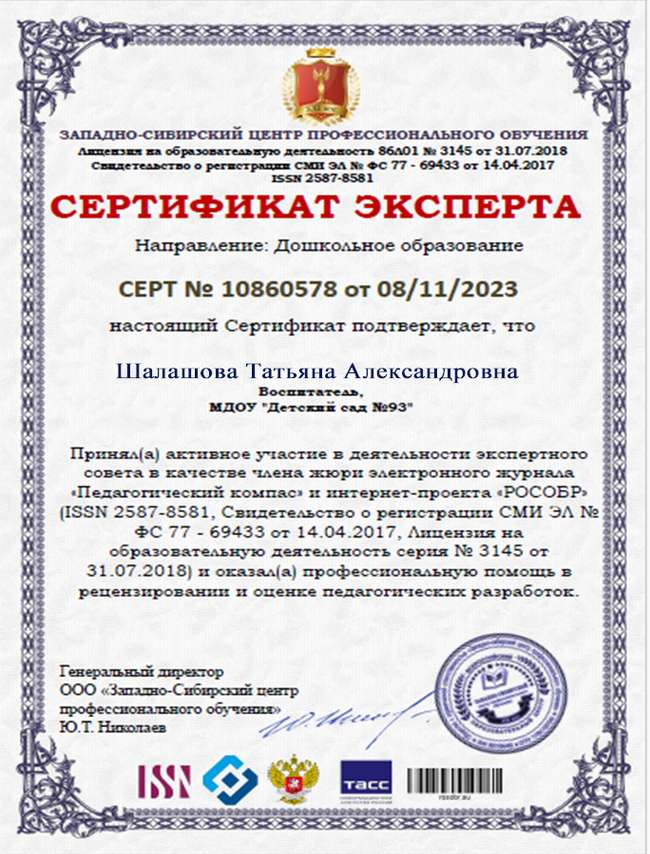 ЗАПАДНО-СИБИРСКИЙ ЦЕНТР ПРОФЕССИОНАЛЬНОГО ОБУЧЕНИЯ
Лицензия на образовательную деятельность 86Л01 № 3145 от 31.07.2018
Свидетельство о регистрации СМИ ЭЛ № ФС 77 - 69433 от 14.04.2017
ISSN 2587-8581
СЕРТИФИКАТ ЭКСПЕРТА
Направление: Дошкольное образование
СЕРТ № 10860578 от 08/11/2023
настоящий Сертификат подтверждает, что
Шалашова Татьяна Александровна
Воспитатель,
МДОУ "Детский сад №93"
Принял(а) активное участие в деятельности экспертного
совета в качестве члена жюри электронного журнала
«Педагогический компас» и интернет-проекта «РОСОБР»
(ISSN 2587-8581, Свидетельство о регистрации СМИ ЭЛ №
ФС 77 - 69433 от 14.04.2017, Лицензия на
образовательную деятельность серия № 3145 от
31.07.2018) и оказал(а) профессиональную помощь в
рецензировании и оценке педагогических разработок.
Генеральный директор
ООО «Западно-Сибирский центр
профессионального обучения»
Ю.Т. Николаев
ISSN
ТАСС